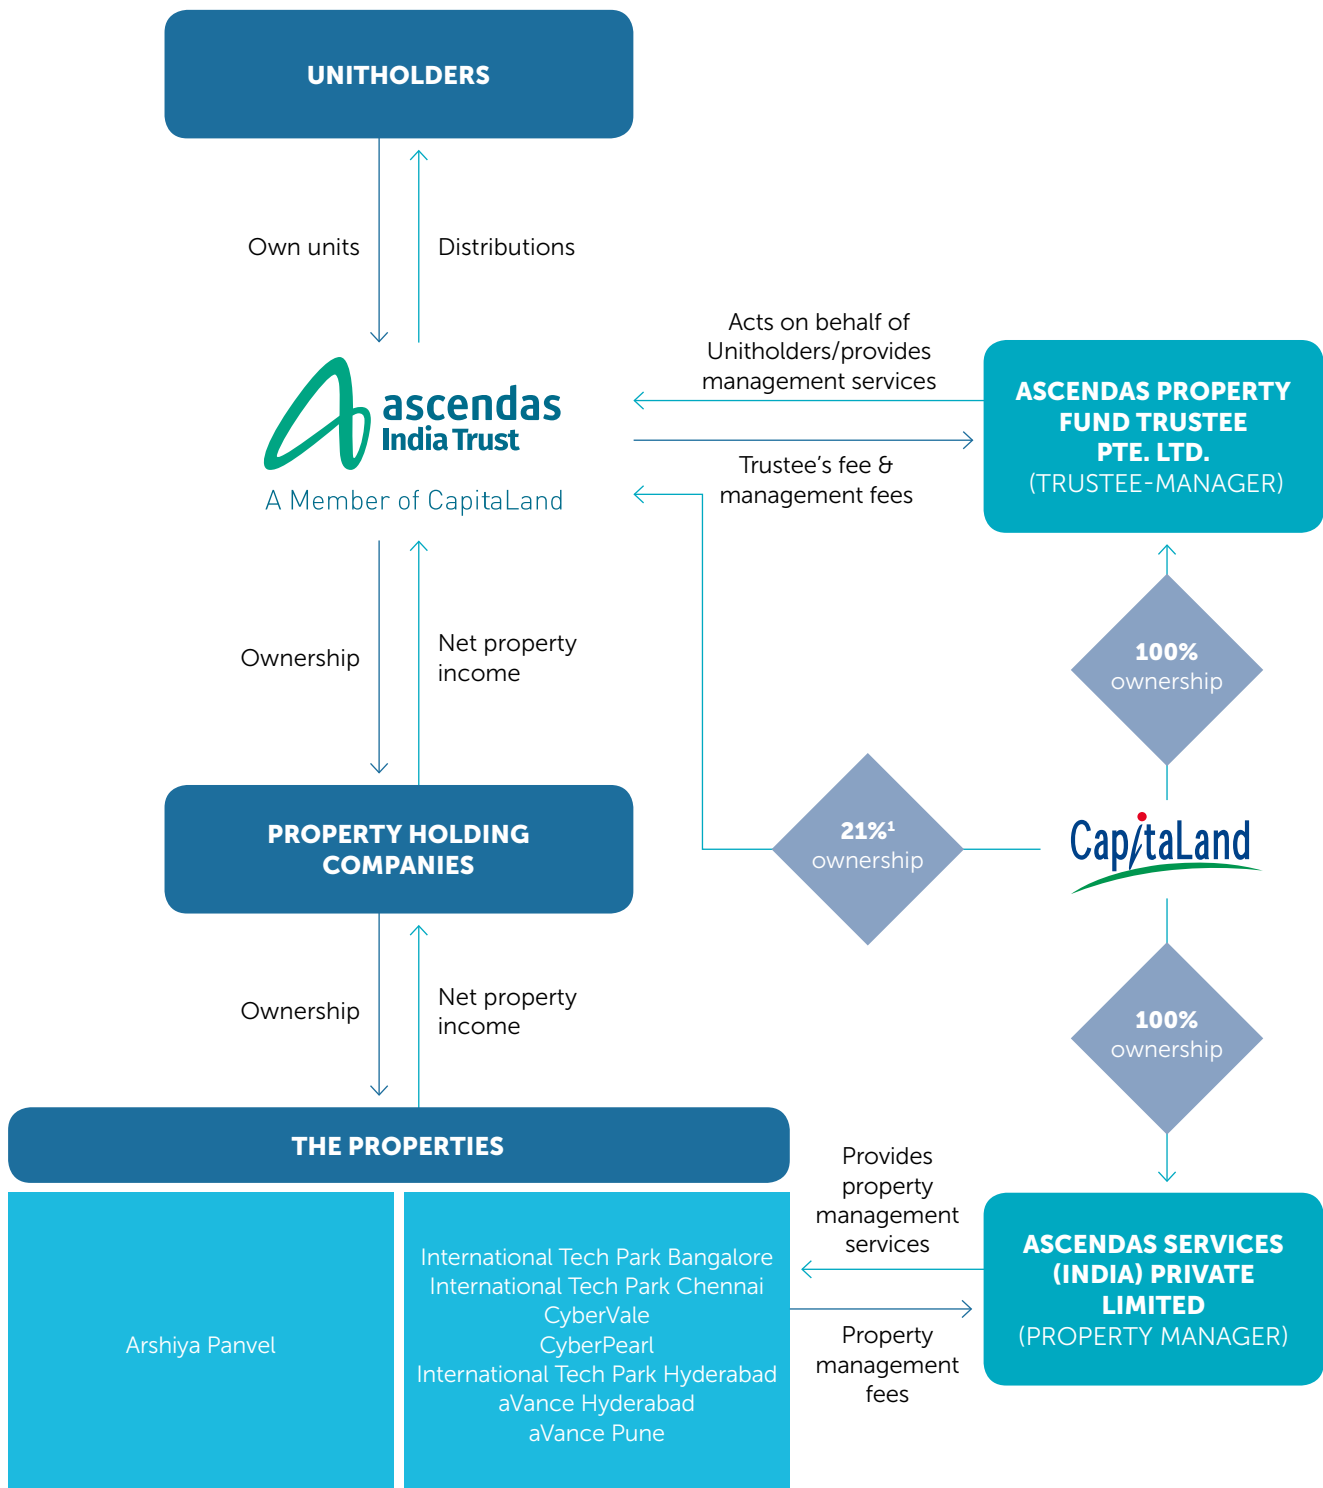 UNITHOLDERS
Own units
Distributions
Acts on behalf of
Unitholders/provides
management services
ascendas
India Trust
A Member of CapitaLand
Trustee's fee &
management fees
ASCENDAS PROPERTY
FUND TRUSTEE
PTE. LTD.
(TRUSTEE-MANAGER)
Ownership
Net property
income
100%
ownership
PROPERTY HOLDING
COMPANIES
21%¹
ownership
CapitaLand
Ownership
Net property
income
100%
ownership
THE PROPERTIES
Arshiya Panvel
International Tech Park Bangalore
International Tech Park Chennai
CyberVale
CyberPearl
International Tech Park Hyderabad
aVance Hyderabad
aVance Pune
Provides
property
management
services
Property
management
fees
ASCENDAS SERVICES
(INDIA) PRIVATE
LIMITED
(PROPERTY MANAGER)